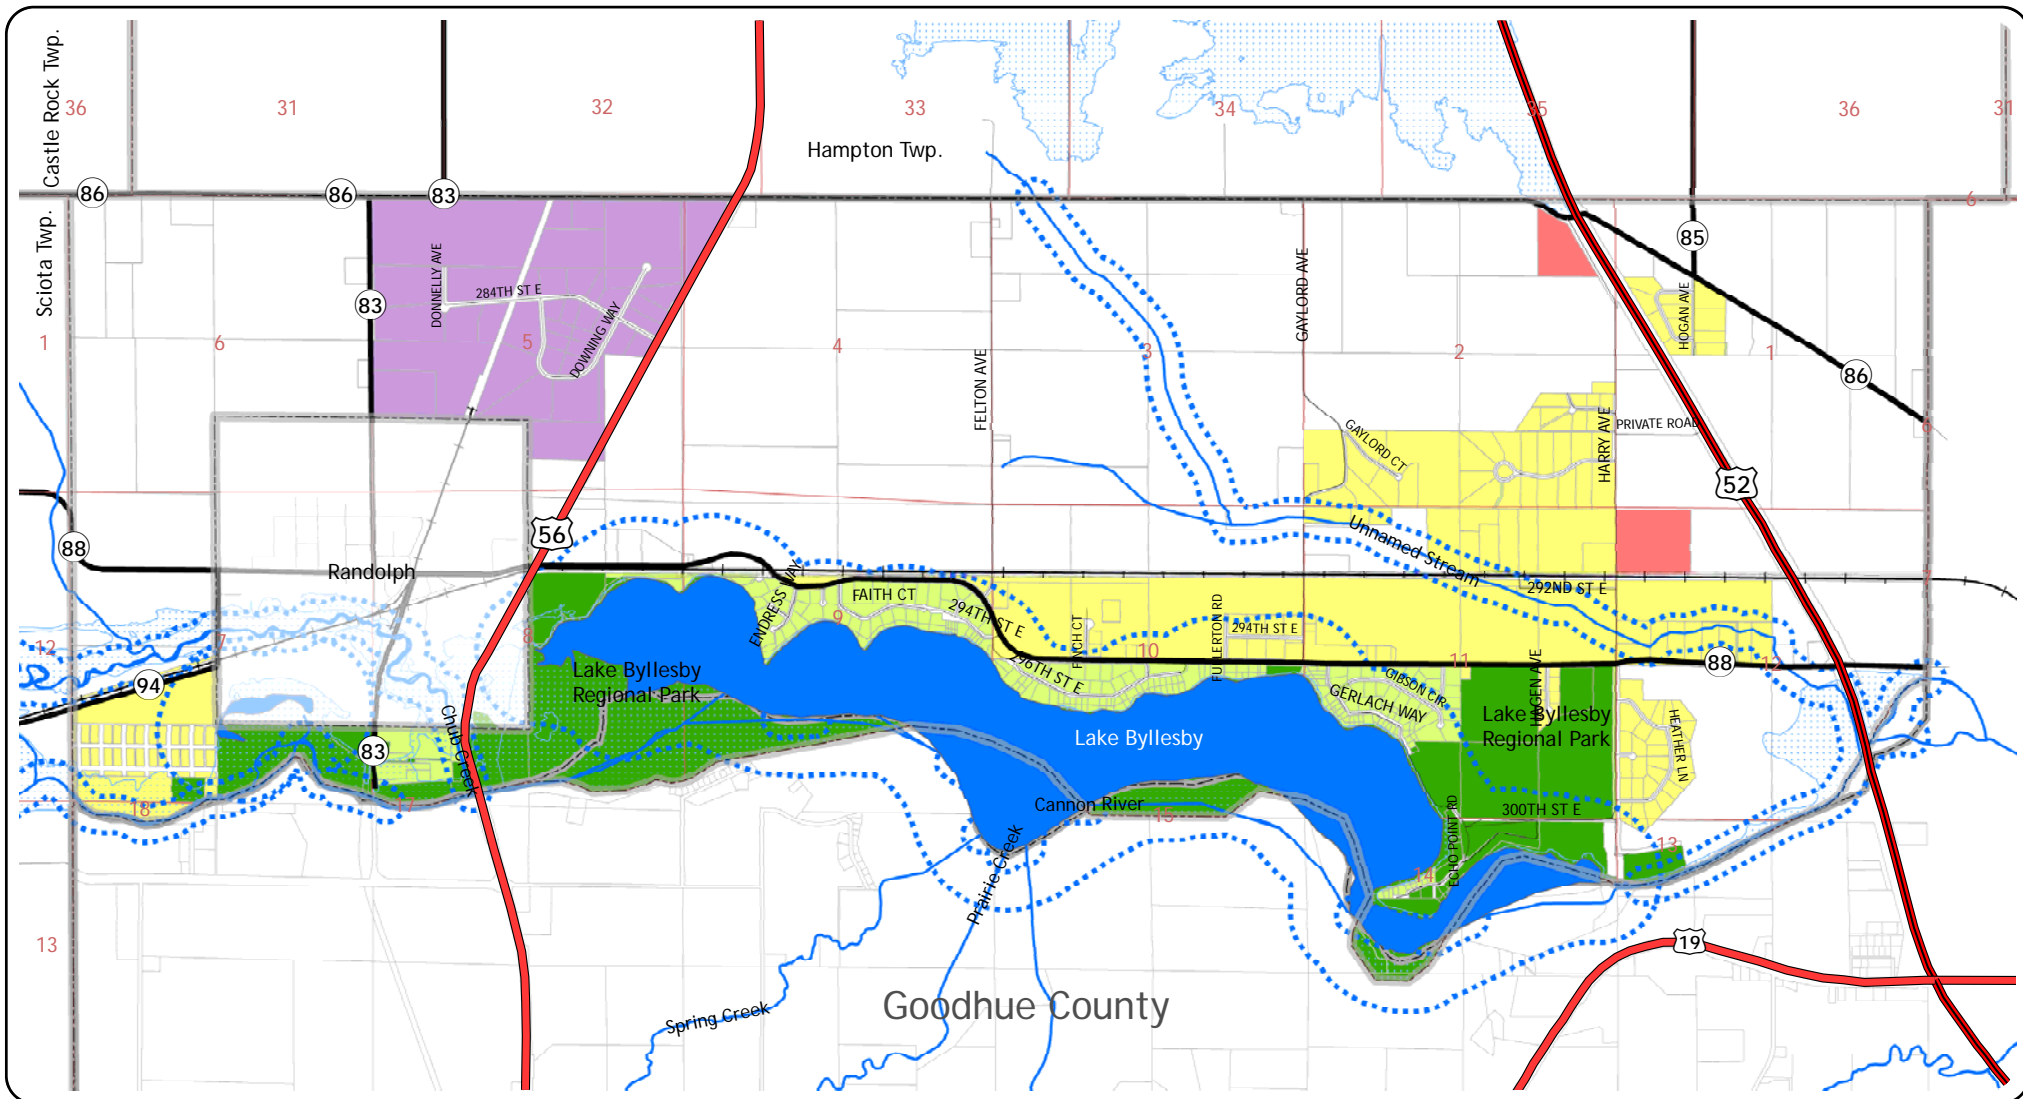 Castle Rock Twp.
36
31
32
33
34
35
36
31
Hampton Twp.
86
86
83
6
Sciota Twp.
85
83
DONNELLY AVE
284TH ST E
DOWNING WAY
GAYLORD AVE
HOGAN AVE
1
6
5
4
3
2
1
FELTON AVE
86
GAYLORD CT
HARRY AVE
PRIVATE ROAD
6
52
88
56
Unnamed Stream
Randolph
292ND ST E
7
ENDRESS WAY
FAITH CT
294TH ST E
FINCH CT
FULLERTON RD
294TH ST E
12
7
8
9
10
11
12
88
296TH ST E
94
Lake Byllesby
Regional Park
GIBSON CIR
GERLACH WAY
HAGEN AVE
Lake Byllesby
Regional Park
HEATHER LN
Chub Creek
83
Lake Byllesby
18
17
Cannon River
15
ECHO POINT RD
300TH ST E
13
14
Prairie Creek
13
19
Spring Creek
Goodhue County